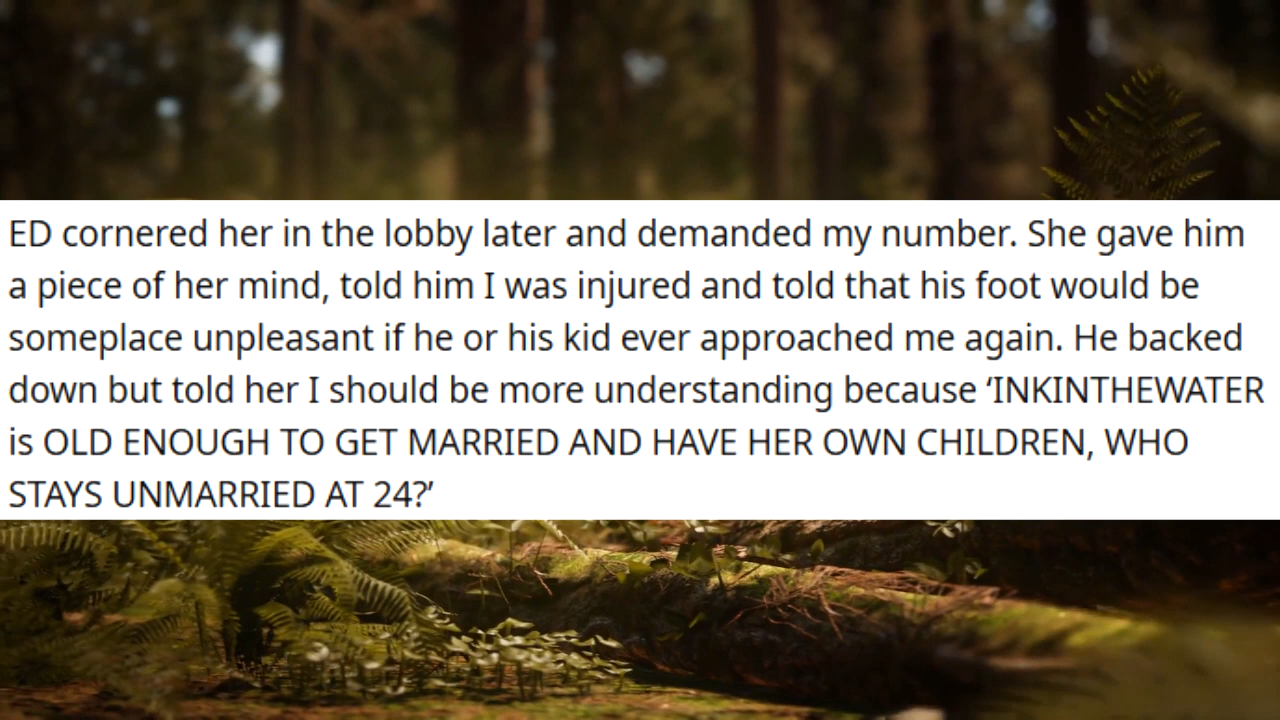 ED cornered her in the lobby later and demanded my number. She gave him
a piece of her mind, told him I was injured and told that his foot would be
someplace unpleasant if he or his kid ever approached me again. He backed
down but told her I should be more understanding because ‘INKINTHEWATER
is OLD ENOUGH TO GET MARRIED AND HAVE HER OWN CHILDREN, WHO
STAYS UNMARRIED AT 24?’